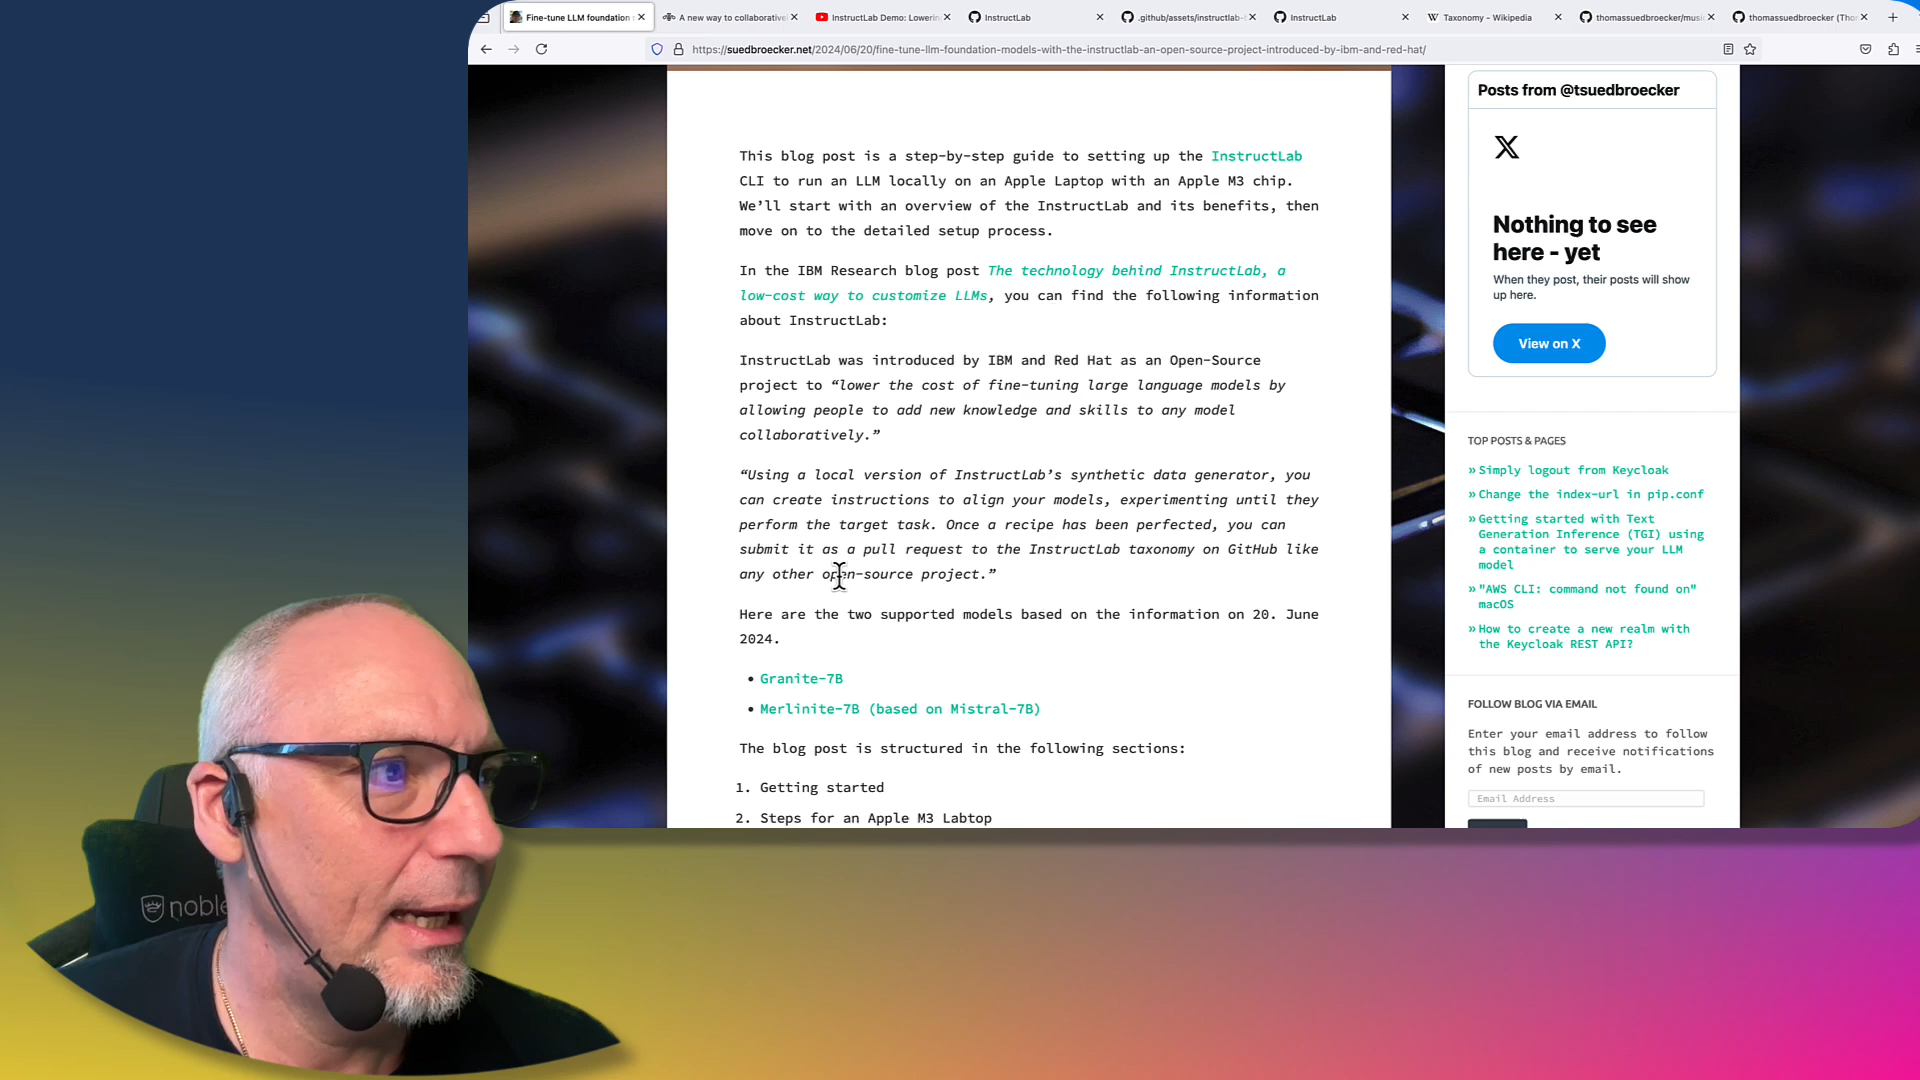 Fine-tune LLM foundation
A new way to collaborative
InstructLab Demo: Lowerin
InstructLab
.github/assets/instructlab-
InstructLab
Taxonomy - Wikipedia
thomassuedbroecker/musi
thomassuedbroecker (Tho
https://suedbroecker.net/2024/06/20/fine-tune-llm-foundation-models-with-the-instructlab-an-open-source-project-introduced-by-ibm-and-red-hat/
This blog post is a step-by-step guide to setting up the InstructLab
CLI to run an LLM locally on an Apple Laptop with an Apple M3 chip.
We’ll start with an overview of the InstructLab and its benefits, then
move on to the detailed setup process.
In the IBM Research blog post The technology behind InstructLab, a
low-cost way to customize LLMs, you can find the following information
about InstructLab:
InstructLab was introduced by IBM and Red Hat as an Open-Source
project to “lower the cost of fine-tuning large language models by
allowing people to add new knowledge and skills to any model
collaboratively.”
“Using a local version of InstructLab’s synthetic data generator, you
can create instructions to align your models, experimenting until they
perform the target task. Once a recipe has been perfected, you can
submit it as a pull request to the InstructLab taxonomy on GitHub like
any other open-source project.”
Here are the two supported models based on the information on 20. June
2024.
• Granite-7B
• Merlinite-7B (based on Mistral-7B)
The blog post is structured in the following sections:
1. Getting started
2. Steps for an Apple M3 Labtop
Posts from @tsuedbroecker
Nothing to see
here - yet
When they post, their posts will show
up here.
View on X
TOP POSTS & PAGES
» Simply logout from Keycloak
» Change the index-url in pip.conf
» Getting started with Text
Generation Inference (TGI) using
a container to serve your LLM
model
» "AWS CLI: command not found on"
macOS
» How to create a new realm with
the Keycloak REST API?
FOLLOW BLOG VIA EMAIL
Enter your email address to follow
this blog and receive notifications
of new posts by email.
Email Address
noble